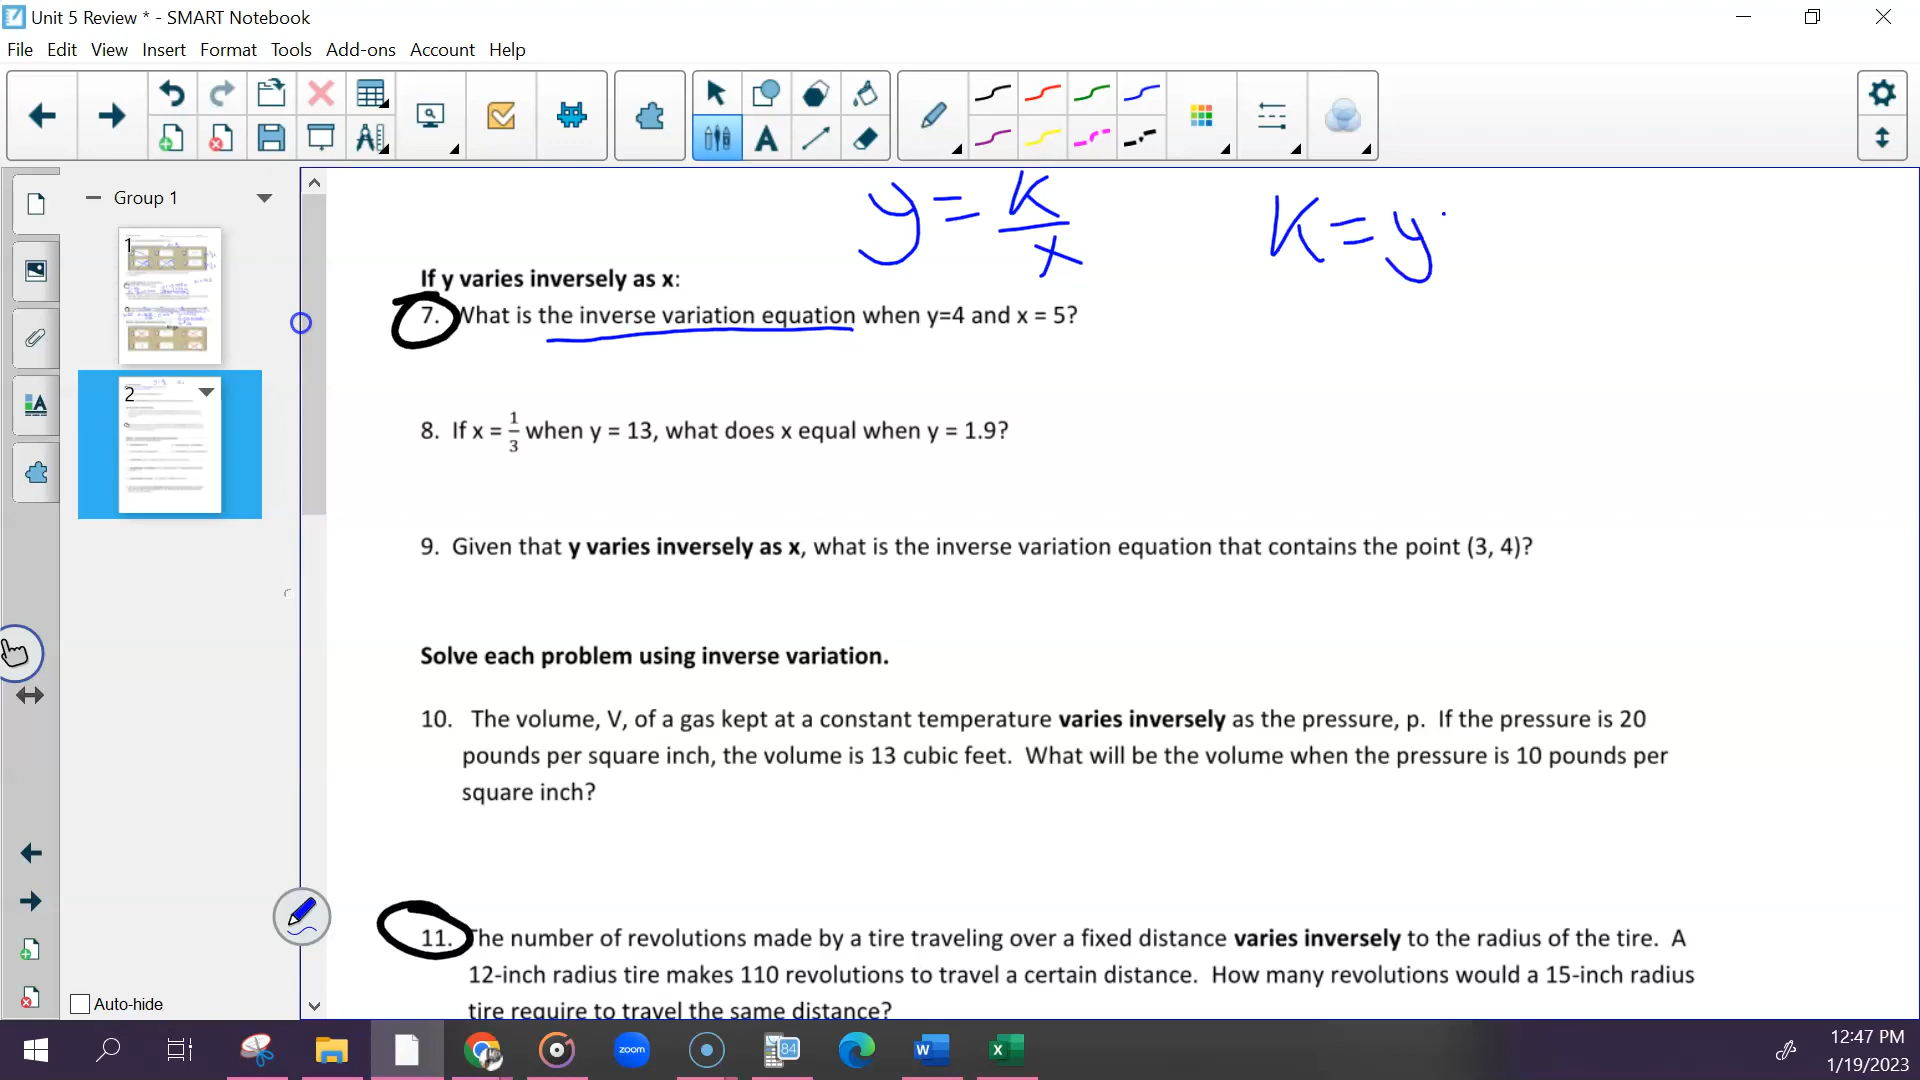 Unit 5 Review * - SMART Notebook
File Edit View Insert Format Tools Add-ons Account Help
Group 1
1
2
y = k/x
k = y.
If y varies inversely as x:
7. What is the inverse variation equation when y=4 and x = 5?
8. If x = 1/3 when y = 13, what does x equal when y = 1.9?
9. Given that y varies inversely as x, what is the inverse variation equation that contains the point (3, 4)?
Solve each problem using inverse variation.
10. The volume, V, of a gas kept at a constant temperature varies inversely as the pressure, p. If the pressure is 20
pounds per square inch, the volume is 13 cubic feet. What will be the volume when the pressure is 10 pounds per
square inch?
11. The number of revolutions made by a tire traveling over a fixed distance varies inversely to the radius of the tire. A
12-inch radius tire makes 110 revolutions to travel a certain distance. How many revolutions would a 15-inch radius
tire require to travel the same distance?
Auto-hide
zoom
84
12:47 PM
1/19/2023